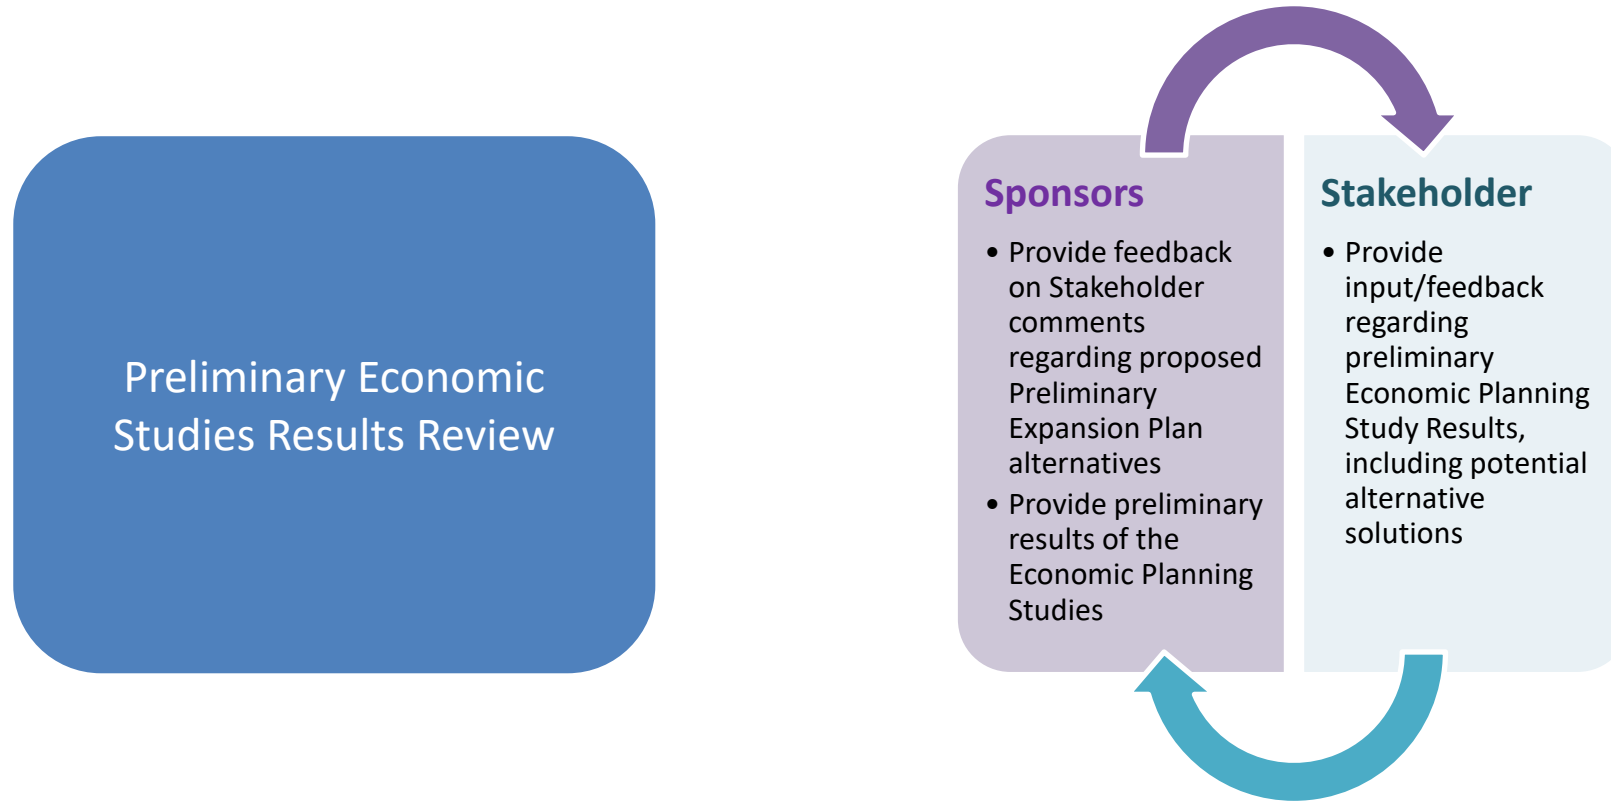 Preliminary Economic
Studies Results Review
Sponsors
• Provide feedback
on Stakeholder
comments
regarding proposed
Preliminary
Expansion Plan
alternatives
• Provide preliminary
results of the
Economic Planning
Studies
Stakeholder
• Provide
input/feedback
regarding
preliminary
Economic Planning
Study Results,
including potential
alternative
solutions